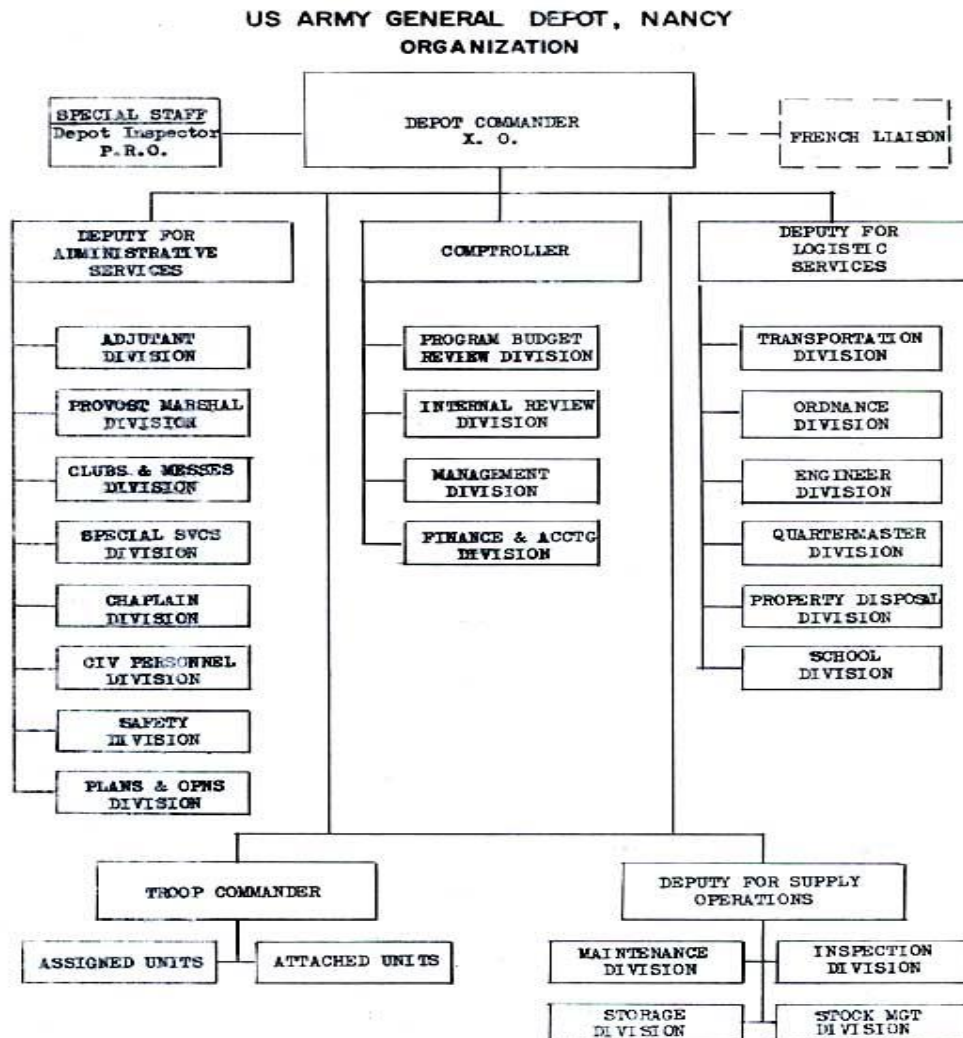 US ARMY GENERAL DEPOT, NANCY
ORGANIZATION
SPECIAL STAFF
Depot Inspector
P.R.O.
DEPOT COMMANDER
X. O.
FRENCH LIAISON
DEPUTY FOR
ADMINISTRATIVE
SERVICES
COMPTROLLER
DEPUTY FOR
LOGISTIC
SERVICES
ADJUTANT
DIVISION
PROVOST MARSHAL
DIVISION
CLUBS & MESSES
DIVISION
SPECIAL SVCS
DIVISION
CHAPLAIN
DIVISION
CIV PERSONNEL
DIVISION
SAFETY
DIVISION
PLANS & OPNS
DIVISION
PROGRAM BUDGET
REVIEW DIVISION
INTERNAL REVIEW
DIVISION
MANAGEMENT
DIVISION
FINANCE & ACCTG
DIVISION
TRANSPORTATION
DIVISION
ORDNANCE
DIVISION
ENGINEER
DIVISION
QUARTERMASTER
DIVISION
PROPERTY DISPOSAL
DIVISION
SCHOOL
DIVISION
TROOP COMMANDER
ASSIGNED UNITS
ATTACHED UNITS
DEPUTY FOR SUPPLY
OPERATIONS
MAINTENANCE
DIVISION
INSPECTION
DIVISION
STORAGE
DIVISION
STOCK MGT
DIVISION